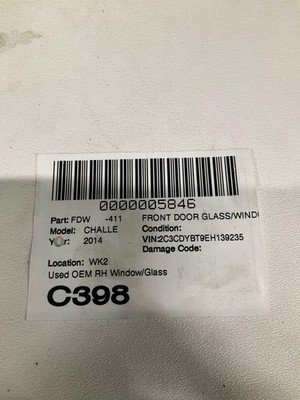 0000005846
Part: FDW -411 FRONT DOOR GLASS/WIND
Model: CHALLE Condition:
Year: 2014 VIN:2C3CDYBT9EH139235
Damage Code:
Location: WK2
Used OEM RH Window/Glass
C398